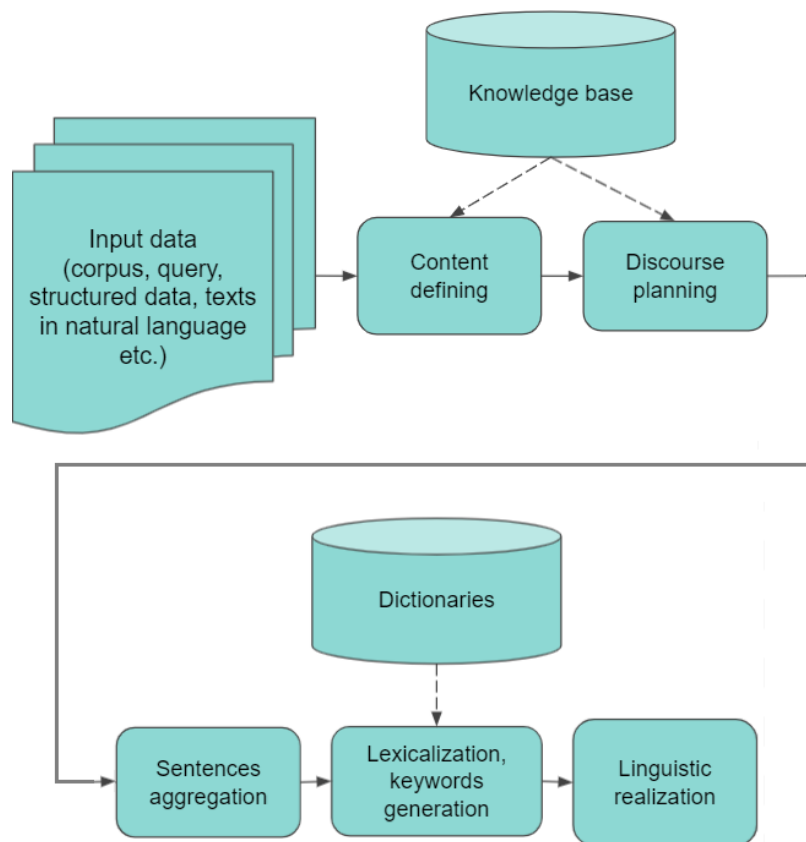 Knowledge base
Input data
(corpus, query,
structured data, texts
in natural language
etc.)
Content
defining
Discourse
planning
Dictionaries
Sentences
aggregation
Lexicalization,
keywords
generation
Linguistic
realization